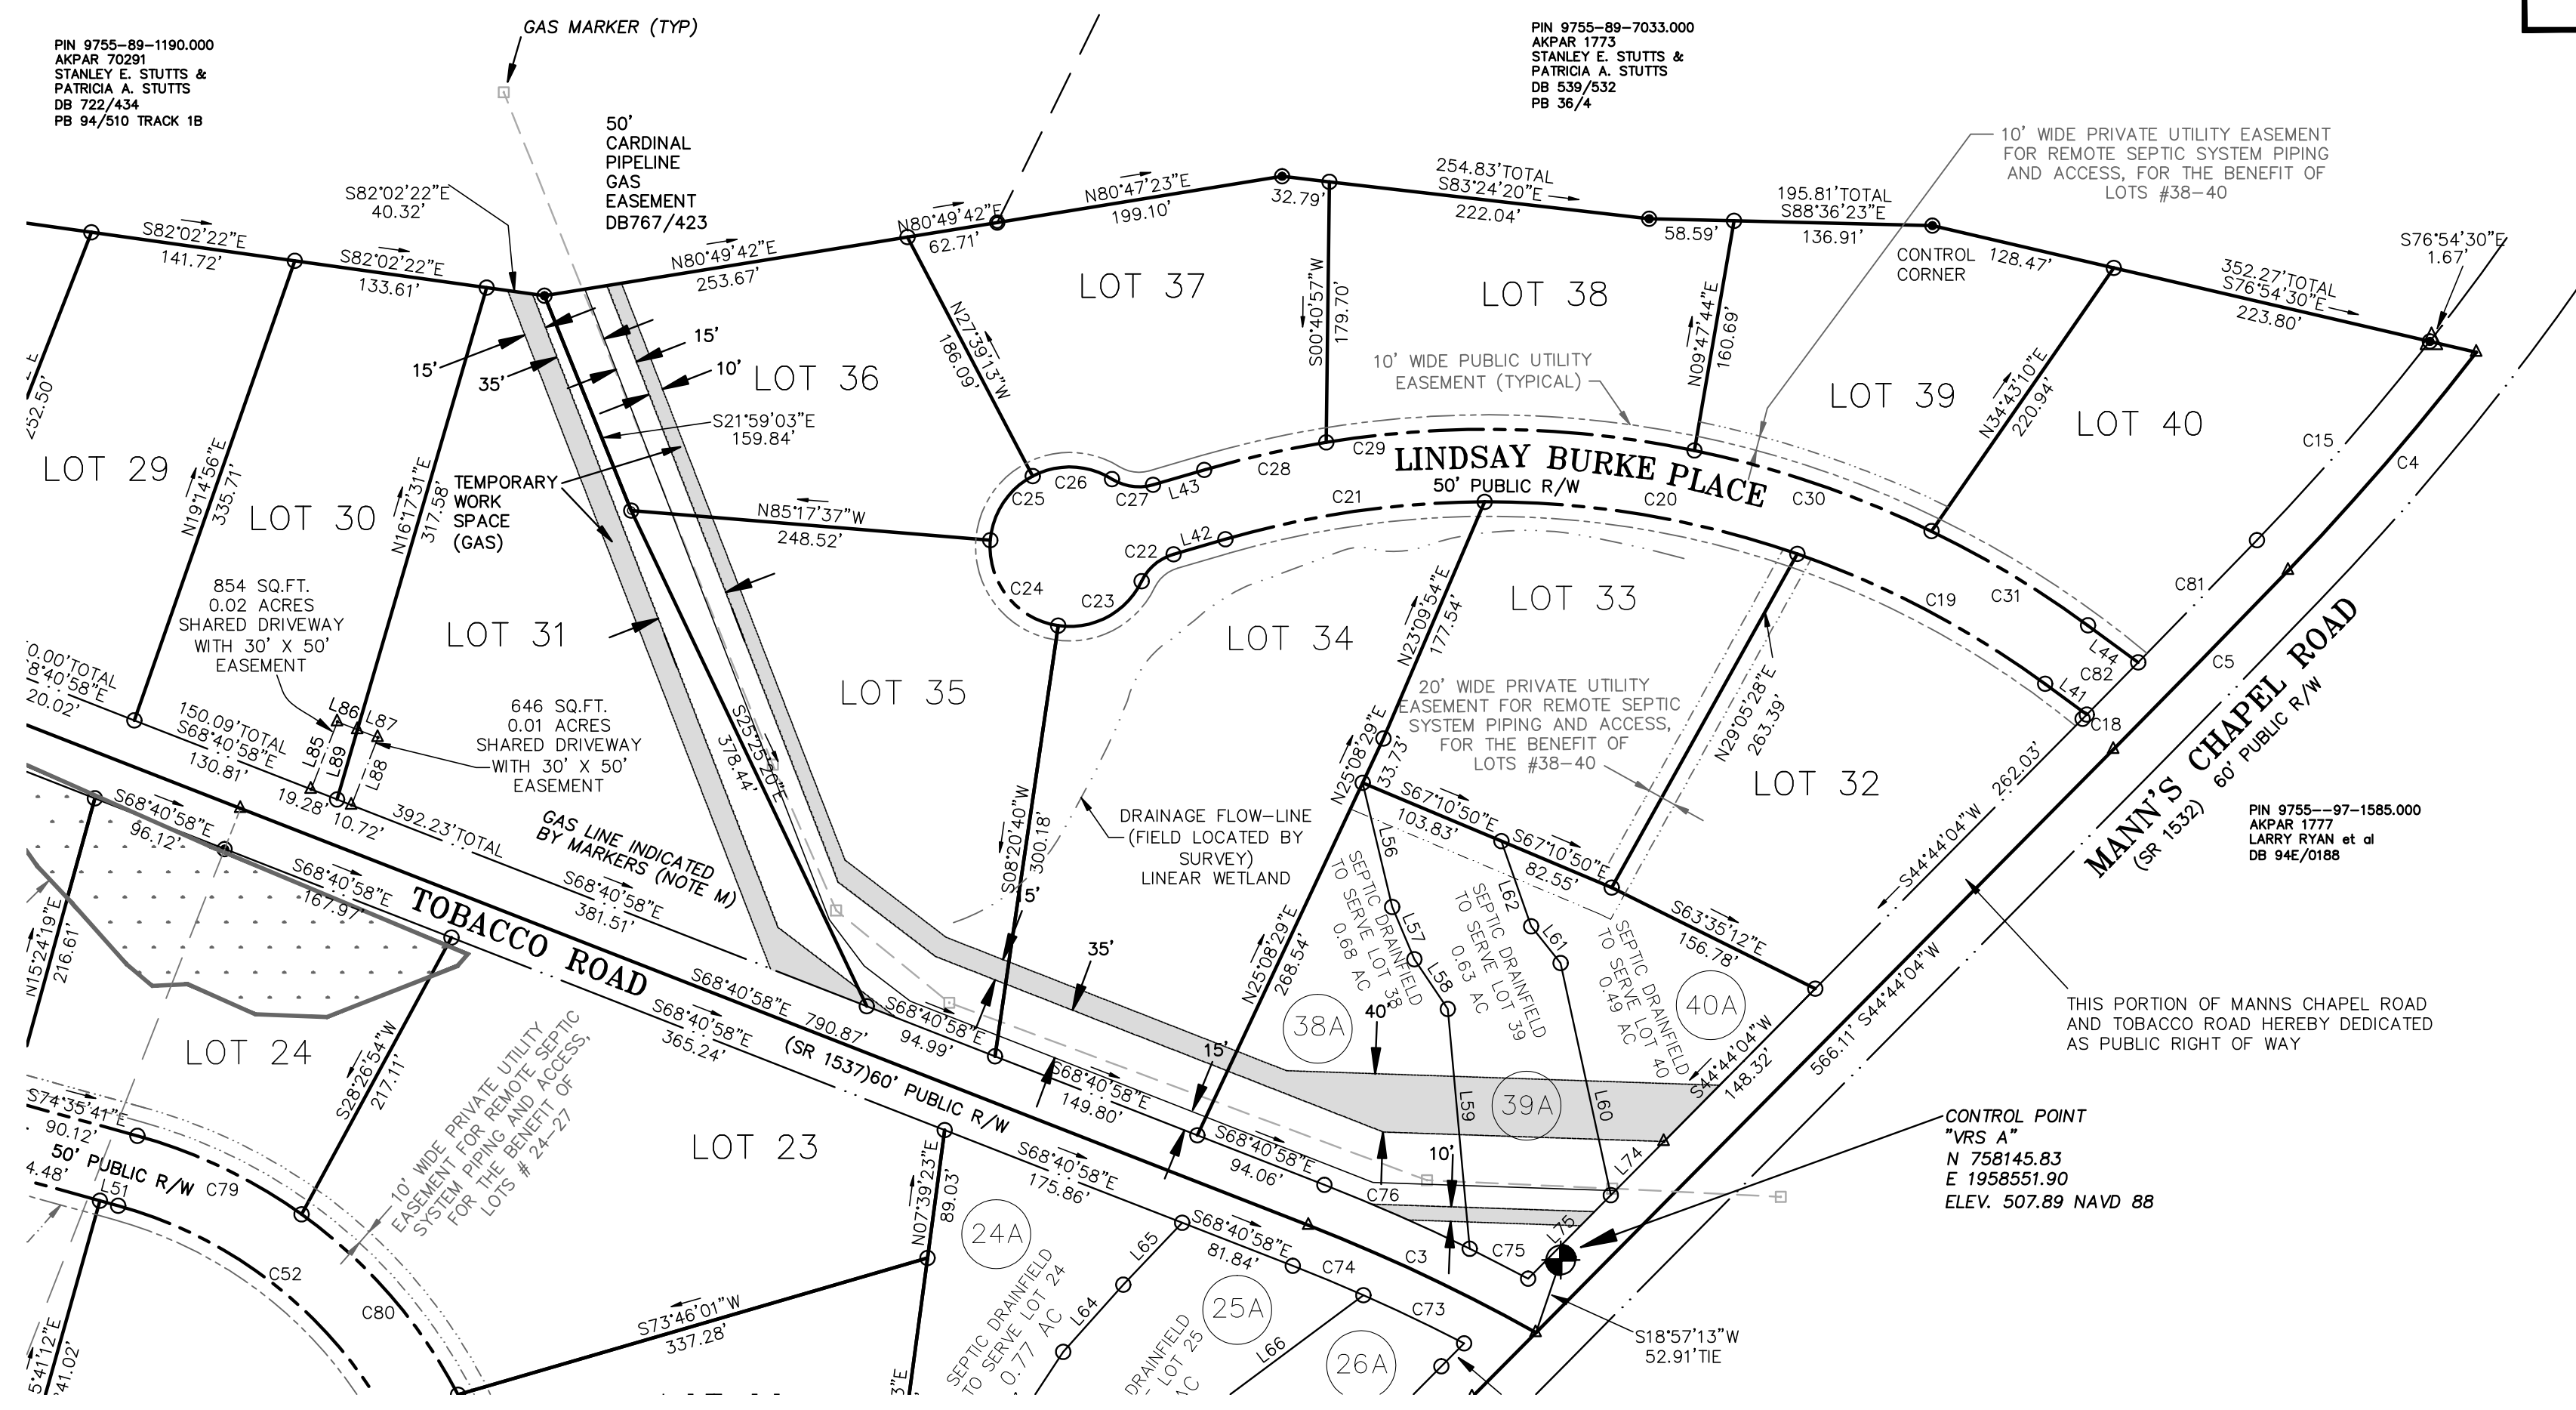 GAS MARKER (TYP)
PIN 9755-89-1190.000
AKPAR 70291
STANLEY E. STUTTS &
PATRICIA A. STUTTS
DB 722/434
PB 94/510 TRACK 1B
PIN 9755-89-7033.000
AKPAR 1773
STANLEY E. STUTTS &
PATRICIA A. STUTTS
DB 539/532
PB 36/4
50'
CARDINAL
PIPELINE
GAS
EASEMENT
DB767/423
10' WIDE PRIVATE UTILITY EASEMENT
FOR REMOTE SEPTIC SYSTEM PIPING
AND ACCESS, FOR THE BENEFIT OF
LOTS #38-40
S82°02'22"E
40.32'
S82°02'22"E
141.72'
S82°02'22"E
133.61'
N80°49'42"E
253.67'
N80°49'42"E
62.71'
N80°47'23"E
199.10'
32.79'
254.83'TOTAL
S83°24'20"E
222.04'
58.59'
195.81'TOTAL
S88°36'23"E
136.91'
CONTROL
CORNER
128.47'
352.27'TOTAL
S76°54'30"E
223.80'
S76°54'30"E
1.67'
LOT 37
LOT 38
LOT 36
LOT 39
LOT 40
LOT 29
LOT 30
15'
35'
15'
10'
S21°59'03"E
159.84'
N27°39'13"W
186.09'
S00°40'57"W
179.70'
N09°47'44"E
160.69'
N34°43'10"E
220.94'
10' WIDE PUBLIC UTILITY
EASEMENT (TYPICAL)
252.50'
N19°14'56"E
335.71'
N16°17'31"E
317.58'
TEMPORARY
WORK
SPACE
(GAS)
N85°17'37"W
248.52'
C25
C26
C27
L43
C28
C29
LINDSAY BURKE PLACE
50' PUBLIC R/W
C30
C21
C20
C22
L42
C24
C23
C15
C4
C81
C19
C31
L44
C82
L41
C18
C5
MANN'S CHAPEL ROAD
(SR 1532)
60' PUBLIC R/W
854 SQ.FT.
0.02 ACRES
SHARED DRIVEWAY
WITH 30' X 50'
EASEMENT
LOT 31
LOT 33
LOT 34
LOT 35
LOT 32
646 SQ.FT.
0.01 ACRES
SHARED DRIVEWAY
WITH 30' X 50'
EASEMENT
L86
L87
L85
L89
L88
0.00'TOTAL
8°40'58"E
20.02'
150.09'TOTAL
S68°40'58"E
130.81'
19.28'
10.72'
392.23'TOTAL
S68°40'58"E
381.51'
GAS LINE INDICATED
BY MARKERS (NOTE M)
S25°25'20"E
378.44'
S08°20'40"W
300.18'
N23°09'54"E
177.54'
N25°08'29"E
33.73'
20' WIDE PRIVATE UTILITY
EASEMENT FOR REMOTE SEPTIC
SYSTEM PIPING AND ACCESS,
FOR THE BENEFIT OF
LOTS #38-40
N29°05'28"E
263.39'
S44°44'04"W
262.03'
PIN 9755--97-1585.000
AKPAR 1777
LARRY RYAN et al
DB 94E/0188
DRAINAGE FLOW-LINE
(FIELD LOCATED BY
SURVEY)
LINEAR WETLAND
S67°10'50"E
103.83'
S67°10'50"E
82.55'
S63°35'12"E
156.78'
S68°40'58"E
96.12'
S68°40'58"E
167.97'
TOBACCO ROAD
N15°24'19"E
216.61'
L56
L57
L58
L59
L62
L61
L60
SEPTIC DRAINFIELD
TO SERVE LOT 38
0.68 AC
SEPTIC DRAINFIELD
TO SERVE LOT 39
0.63 AC
SEPTIC DRAINFIELD
TO SERVE LOT 40
0.49 AC
38A
39A
40A
15'
35'
40'
15'
10'
N25°08'29"E
268.54'
S68°40'58"E
790.87'
S68°40'58"E
365.24'
(SR 1537)60' PUBLIC R/W
S68°40'58"E
94.99'
S68°40'58"E
149.80'
S68°40'58"E
94.06'
S68°40'58"E
175.86'
S44°44'04"W
148.32'
566.11'
S44°44'04"W
THIS PORTION OF MANNS CHAPEL ROAD
AND TOBACCO ROAD HEREBY DEDICATED
AS PUBLIC RIGHT OF WAY
CONTROL POINT
"VRS A"
N 758145.83
E 1958551.90
ELEV. 507.89 NAVD 88
LOT 24
S28°26'54"W
217.11'
10' WIDE PRIVATE UTILITY
EASEMENT FOR REMOTE SEPTIC
SYSTEM PIPING AND ACCESS,
FOR THE BENEFIT OF
LOTS # 24-27
S74°35'41"E
90.12'
50' PUBLIC R/W
4.48'
L51
C79
C52
C80
LOT 23
N07°39'23"E
89.03'
24A
S73°46'01"W
337.28'
SEPTIC DRAINFIELD
TO SERVE LOT 24
0.77 AC
L65
L64
S68°40'58"E
81.84'
C74
C73
C76
C75
C3
L74
L75
25A
26A
L66
DRAINFIELD
LOT 25
AC
S18°57'13"W
52.91'TIE
5°41'12"E
41.02'
3"E